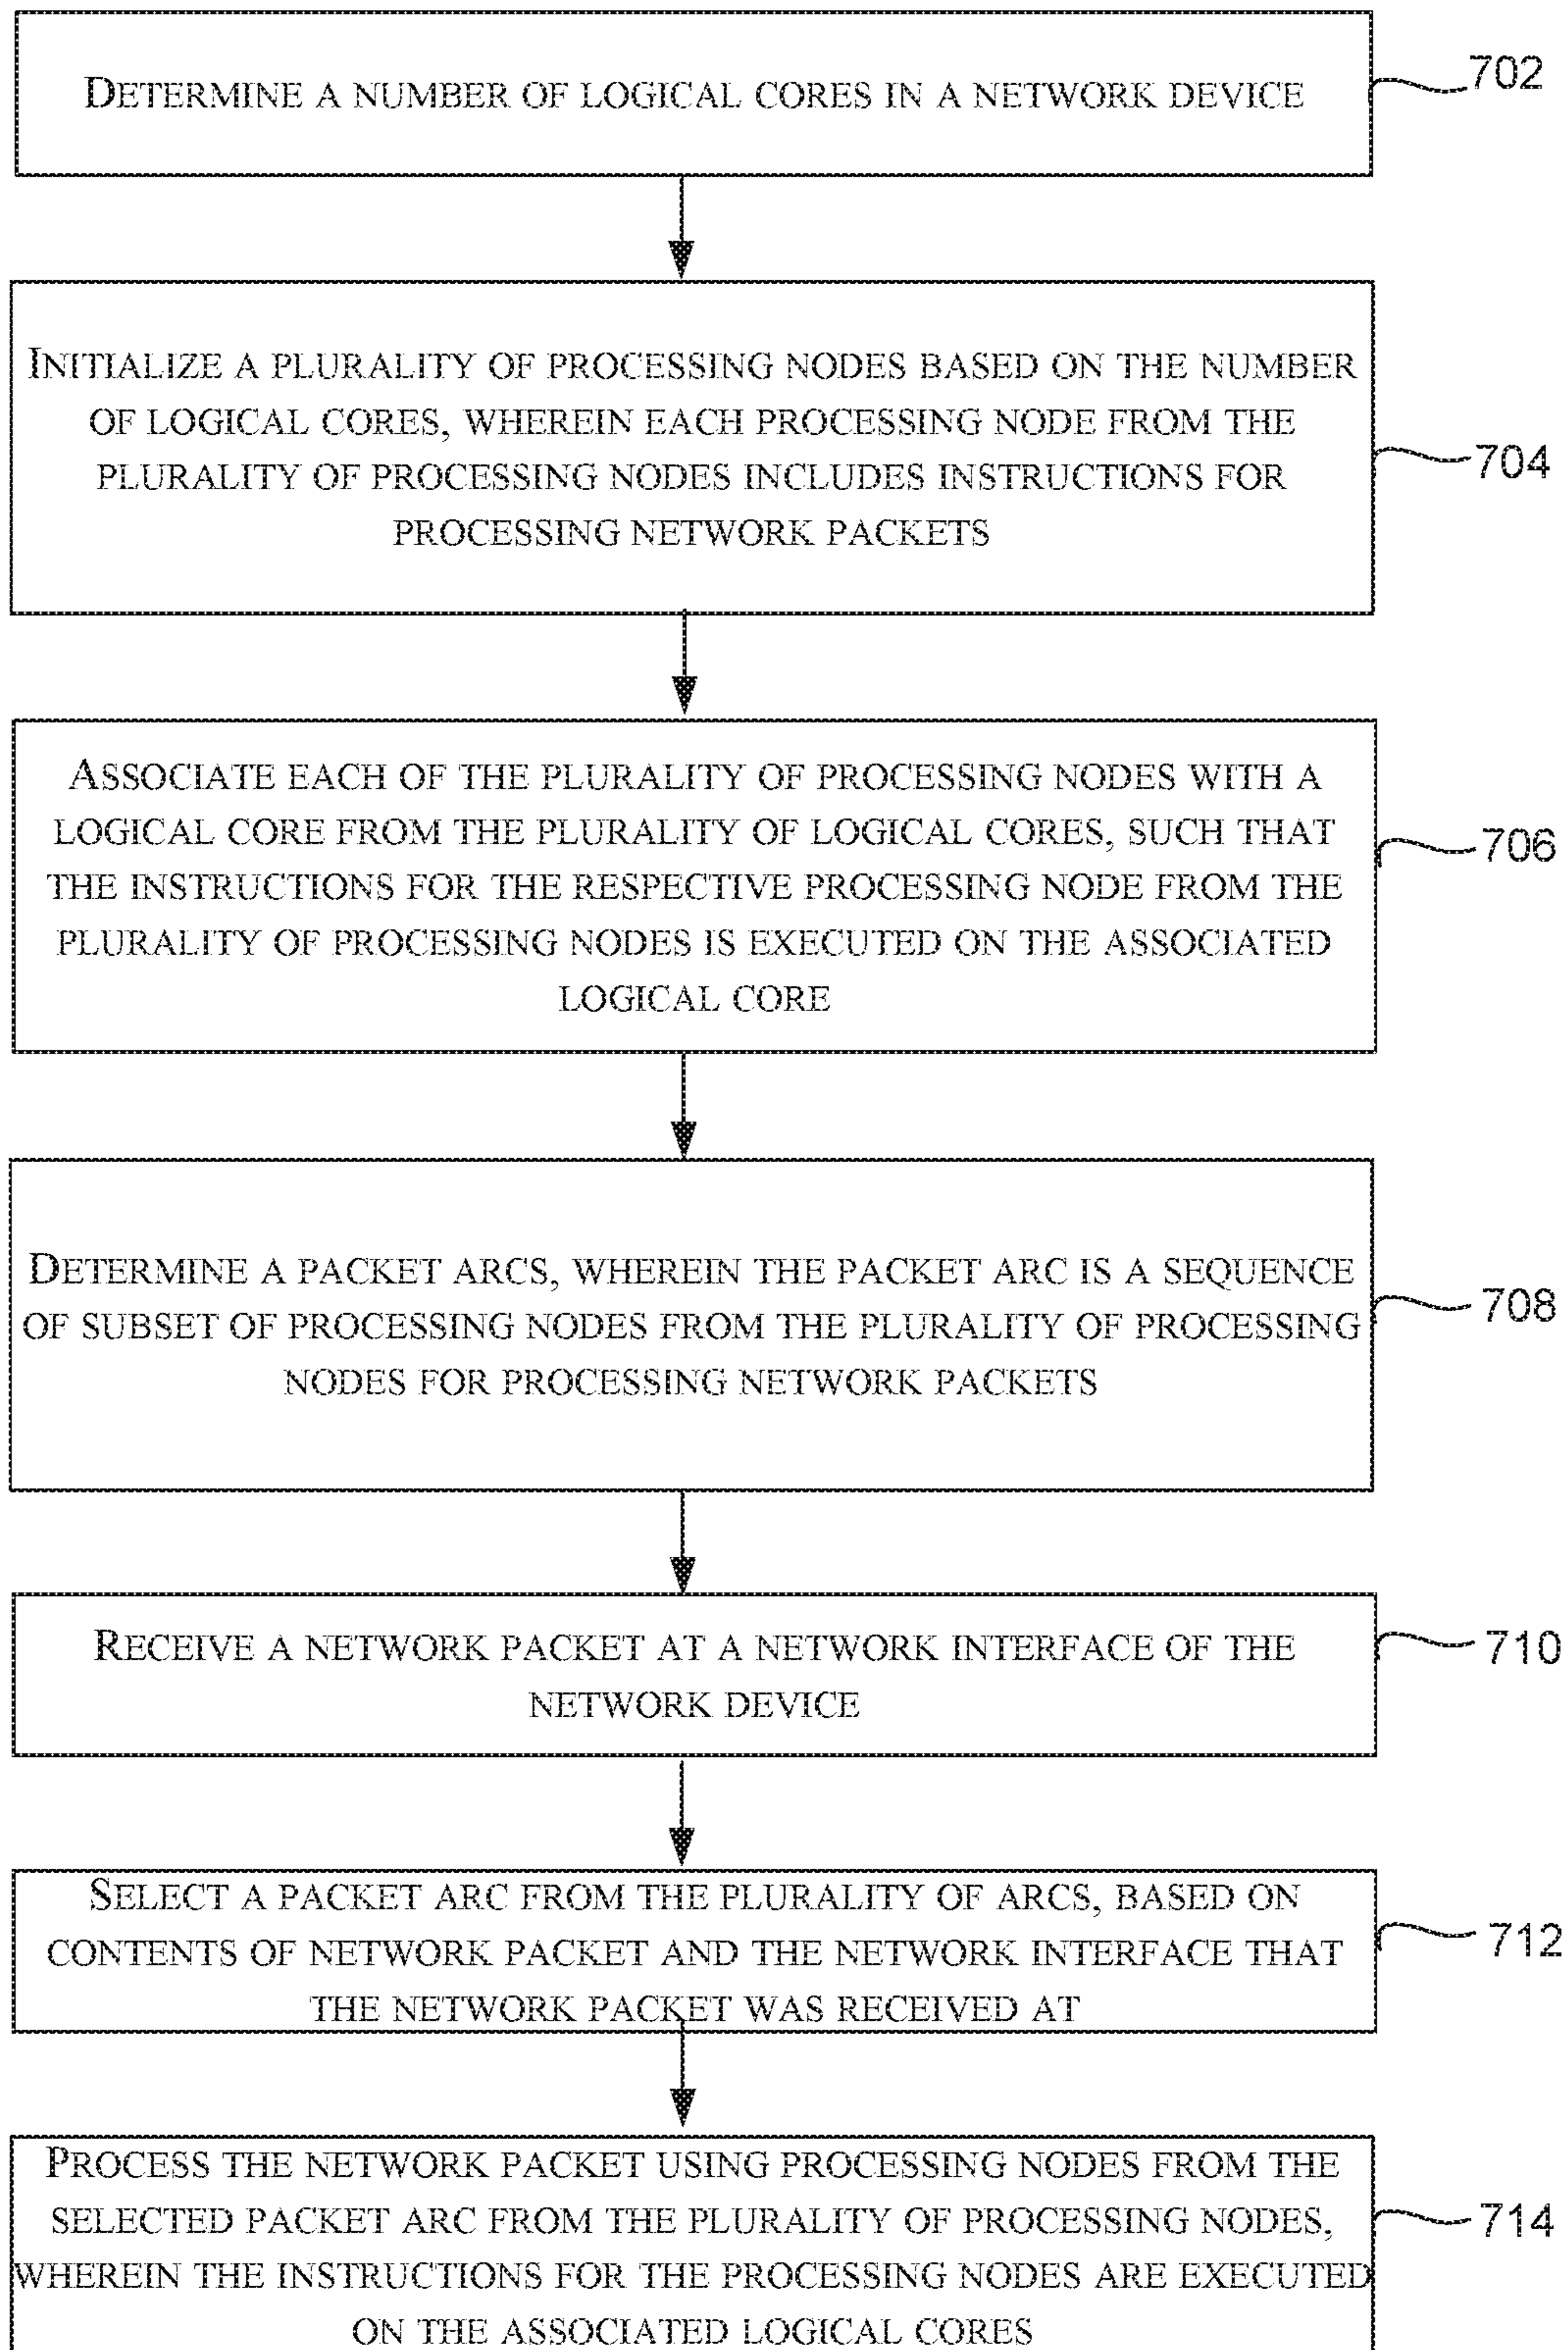 DETERMINE A NUMBER OF LOGICAL CORES IN A NETWORK DEVICE
702
INITIALIZE A PLURALITY OF PROCESSING NODES BASED ON THE NUMBER
OF LOGICAL CORES, WHEREIN EACH PROCESSING NODE FROM THE
PLURALITY OF PROCESSING NODES INCLUDES INSTRUCTIONS FOR
PROCESSING NETWORK PACKETS
704
ASSOCIATE EACH OF THE PLURALITY OF PROCESSING NODES WITH A
LOGICAL CORE FROM THE PLURALITY OF LOGICAL CORES, SUCH THAT
THE INSTRUCTIONS FOR THE RESPECTIVE PROCESSING NODE FROM THE
PLURALITY OF PROCESSING NODES IS EXECUTED ON THE ASSOCIATED
LOGICAL CORE
706
DETERMINE A PACKET ARCS, WHEREIN THE PACKET ARC IS A SEQUENCE
OF SUBSET OF PROCESSING NODES FROM THE PLURALITY OF PROCESSING
NODES FOR PROCESSING NETWORK PACKETS
708
RECEIVE A NETWORK PACKET AT A NETWORK INTERFACE OF THE
NETWORK DEVICE
710
SELECT A PACKET ARC FROM THE PLURALITY OF ARCS, BASED ON
CONTENTS OF NETWORK PACKET AND THE NETWORK INTERFACE THAT
THE NETWORK PACKET WAS RECEIVED AT
712
PROCESS THE NETWORK PACKET USING PROCESSING NODES FROM THE
SELECTED PACKET ARC FROM THE PLURALITY OF PROCESSING NODES,
WHEREIN THE INSTRUCTIONS FOR THE PROCESSING NODES ARE EXECUTED
ON THE ASSOCIATED LOGICAL CORES
714